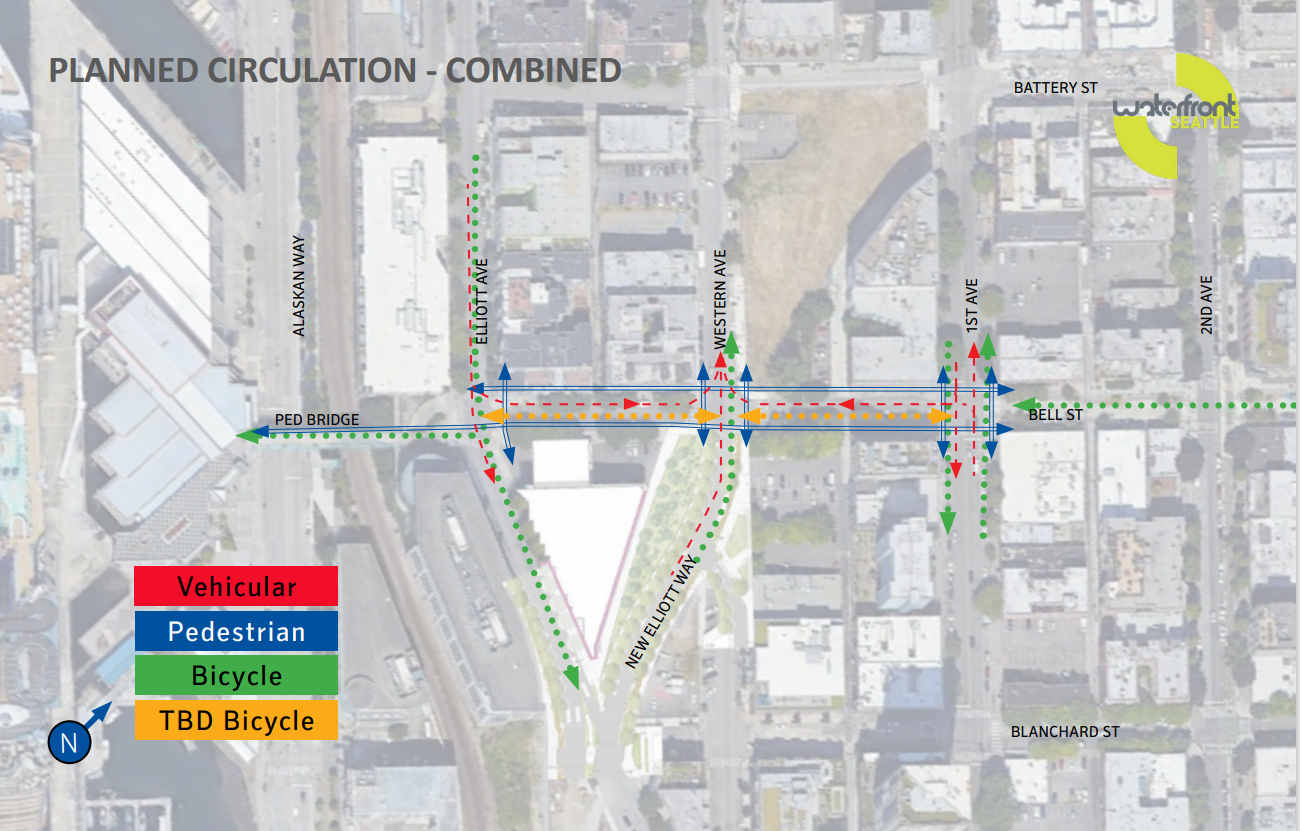 PLANNED CIRCULATION - COMBINED
BATTERY ST
waterfront
SEATTLE
ALASKAN WAY
ELLIOTT AVE
WESTERN AVE
1ST AVE
2ND AVE
PED BRIDGE
BELL ST
NEW ELLIOTT WAY
Vehicular
Pedestrian
Bicycle
TBD Bicycle
N
BLANCHARD ST